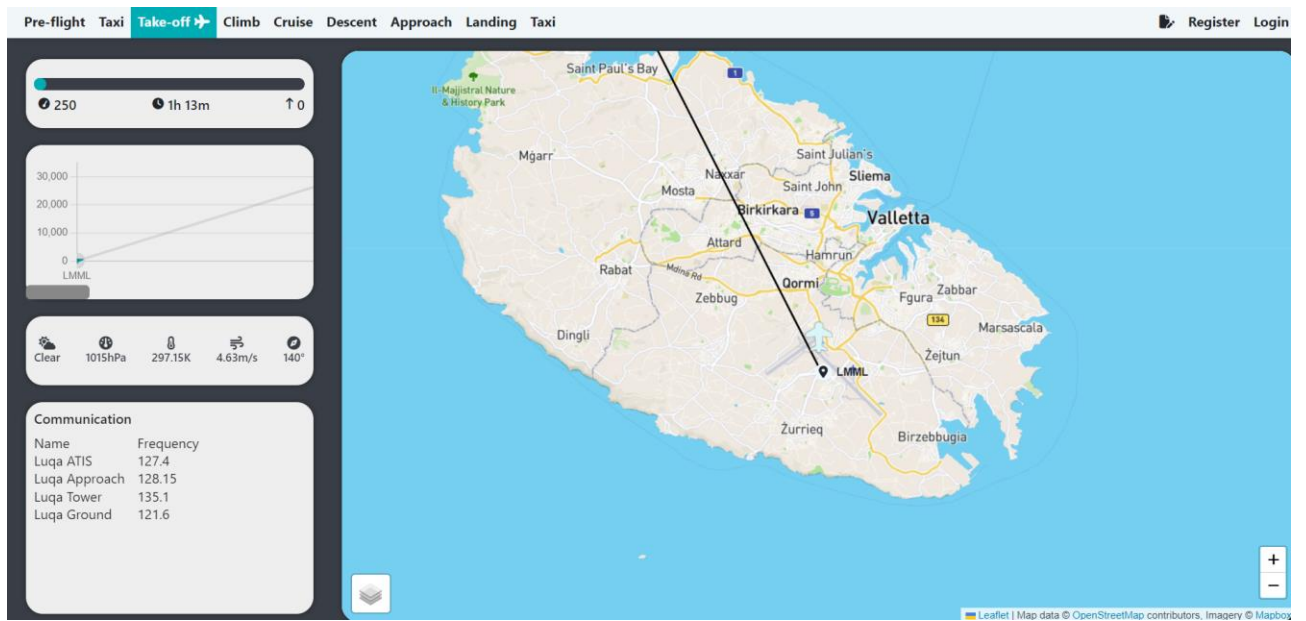 Pre-flight Taxi Take-off Climb Cruise Descent Approach Landing Taxi Register Login
250 1h 13m ↑ 0
30,000
20,000
10,000
0
LMML
Clear 1015hPa 297.15K 4.63m/s 140°
Communication
Name Frequency
Luqa ATIS 127.4
Luqa Approach 128.15
Luqa Tower 135.1
Luqa Ground 121.6
Saint Paul's Bay
1
Il-Majjistral Nature
& History Park
Mġarr
Saint Julian's
Naxxar
Sliema
Mosta
Saint John
Birkirkara 5
Valletta
Attard
Hamrun
Rabat
Mdina Rd
Qormi
Zebbug
Fgura
Zabbar
134
Marsascala
Dingli
Żejtun
LMML
Żurrieq
Birzebbugia
+
−
Leaflet | Map data © OpenStreetMap contributors, Imagery © Mapbox